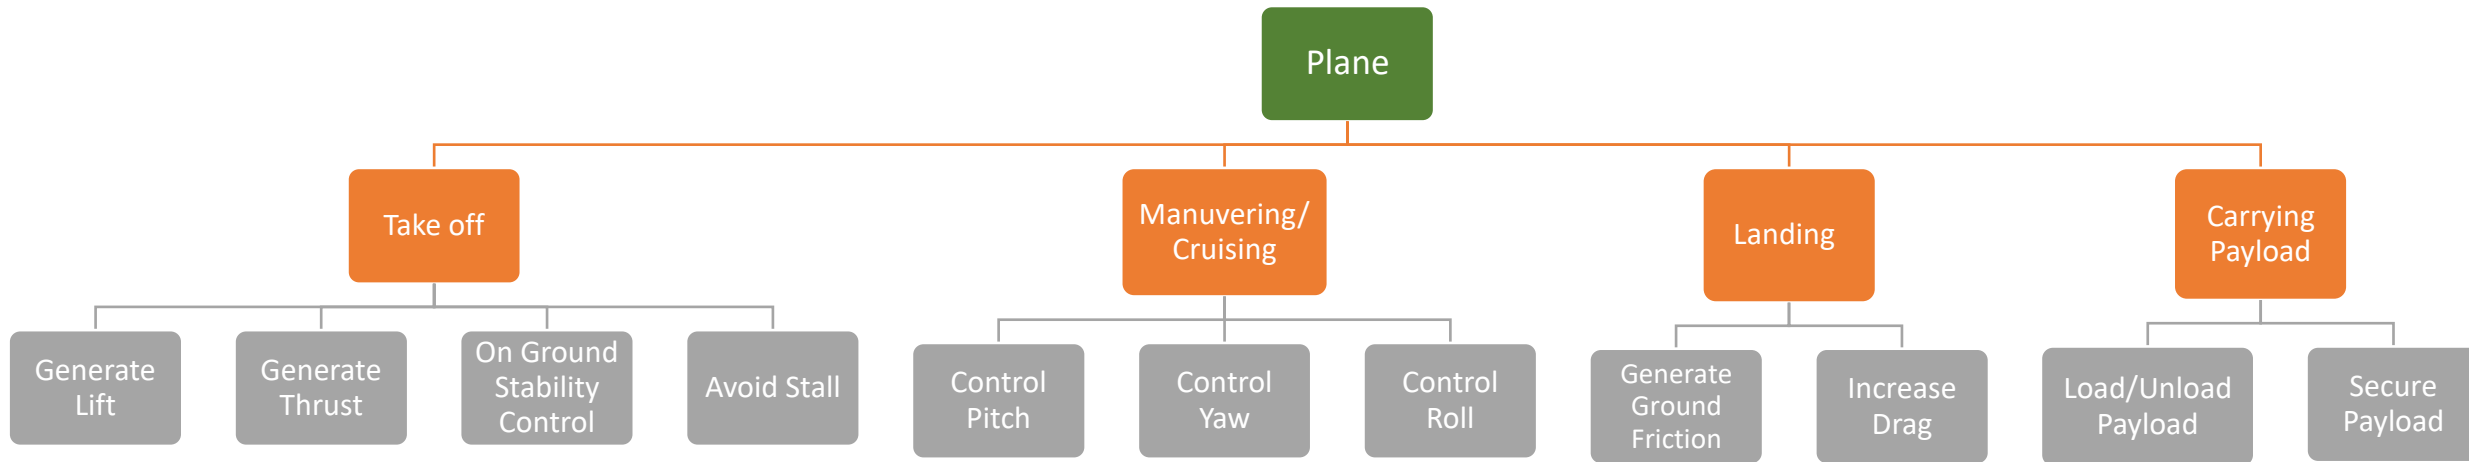 Plane
Take off
Manuvering/
Cruising
Landing
Carrying
Payload
Generate
Lift
Generate
Thrust
On Ground
Stability
Control
Avoid Stall
Control
Pitch
Control
Yaw
Control
Roll
Generate
Ground
Friction
Increase
Drag
Load/Unload
Payload
Secure
Payload